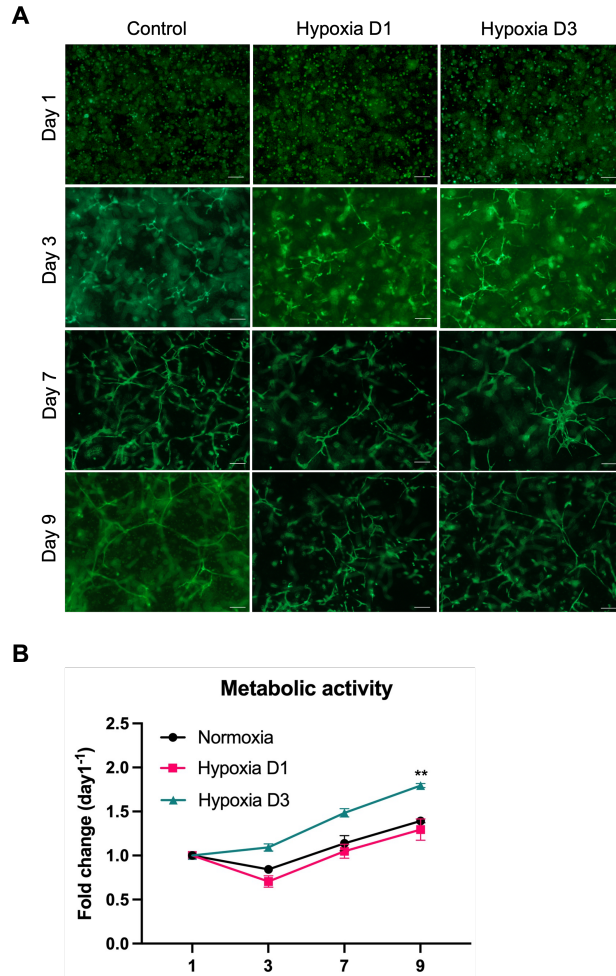 A
Control Hypoxia D1 Hypoxia D3
Day 1
Day 3
Day 7
Day 9
B
Metabolic activity
Fold change (day1⁻¹)
2.5
2.0
1.5
1.0
0.5
0.0
Normoxia
Hypoxia D1
Hypoxia D3
**
1 3 7 9